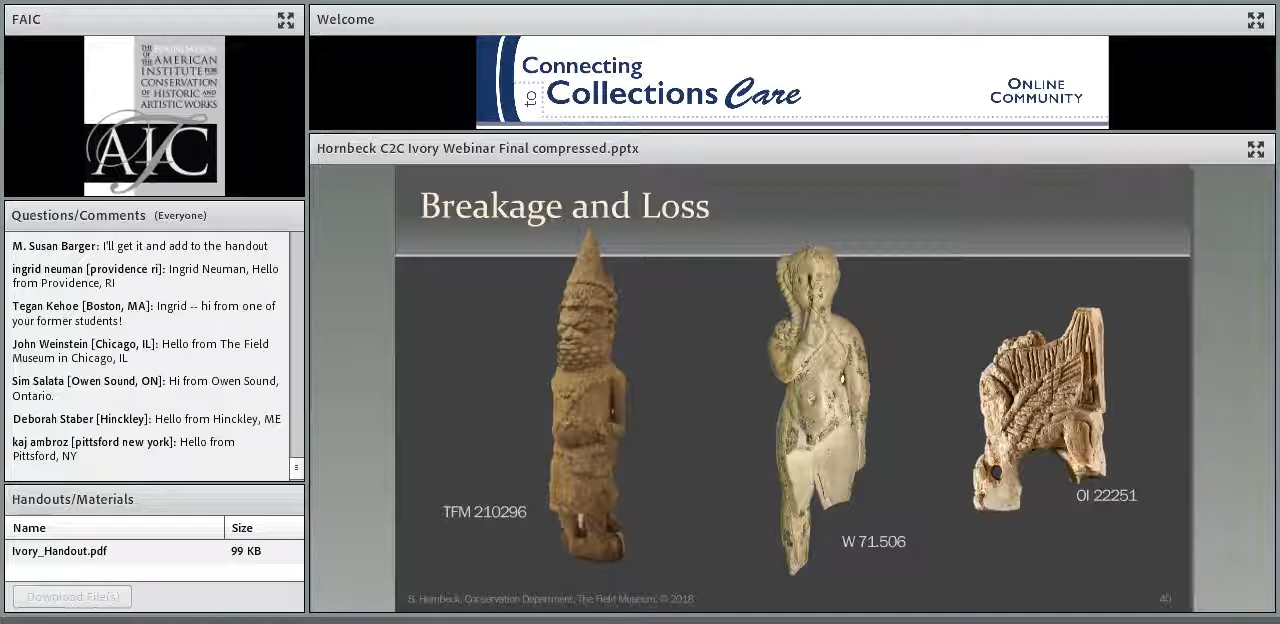 FAIC
THE FOUNDATION
OF THE AMERICAN
INSTITUTE FOR
CONSERVATION
OF HISTORIC AND
ARTISTIC WORKS
AIC
Questions/Comments (Everyone)
M. Susan Barger: I'll get it and add to the handout
ingrid neuman [providence ri]: Ingrid Neuman, Hello
from Providence, RI
Tegan Kehoe [Boston, MA]: Ingrid -- hi from one of
your former students!
John Weinstein [Chicago, IL]: Hello from The Field
Museum in Chicago, IL
Sim Salata [Owen Sound, ON]: Hi from Owen Sound,
Ontario.
Deborah Staber [Hinckley]: Hello from Hinckley, ME
kaj ambroz [pittsford new york]: Hello from
Pittsford, NY
Handouts/Materials
Name Size
Ivory_Handout.pdf 99 KB
Download File(s)
Welcome
Connecting
to Collections Care
ONLINE
COMMUNITY
Hornbeck C2C Ivory Webinar Final compressed.pptx
Breakage and Loss
TFM 210296
W 71.506
OI 22251
S. Hornbeck, Conservation Department, The Field Museum. © 2018
40